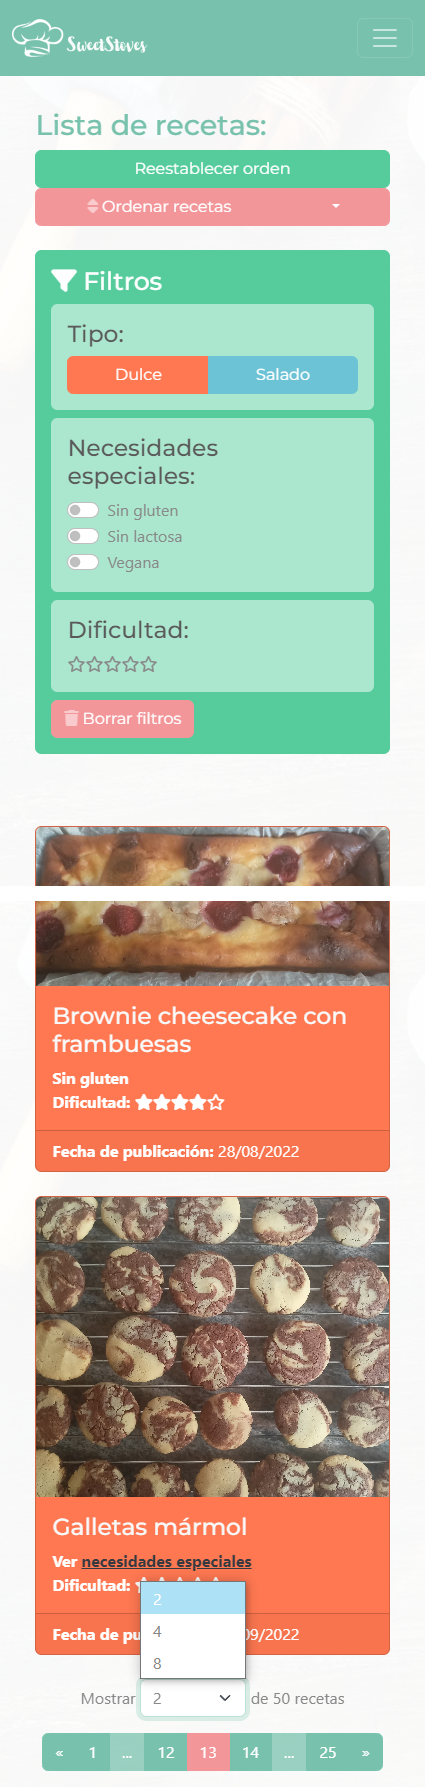 SweetStoves
Lista de recetas:
Reestablecer orden
Ordenar recetas
Filtros
Tipo:
Dulce Salado
Necesidades
especiales:
Sin gluten
Sin lactosa
Vegana
Dificultad:
Borrar filtros
Brownie cheesecake con
frambuesas
Sin gluten
Dificultad:
Fecha de publicación: 28/08/2022
Galletas mármol
Ver necesidades especiales
Dificultad:
2
Fecha de pu 09/2022
4
8
Mostrar 2 de 50 recetas
« 1 ... 12 13 14 ... 25 »